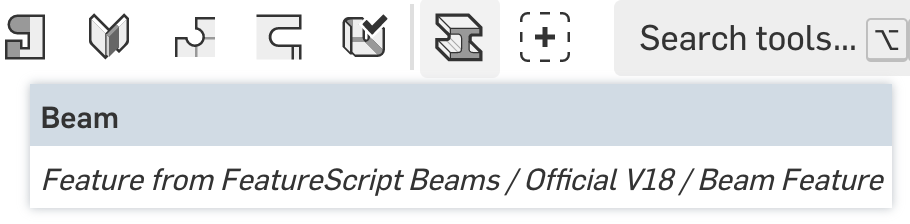 Search tools... ⌥
Beam
Feature from FeatureScript Beams / Official V18 / Beam Feature